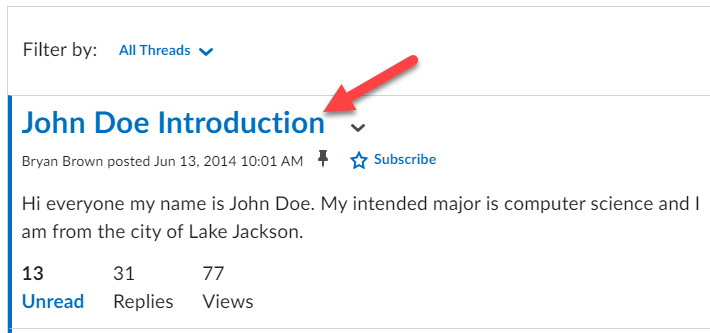 Filter by: All Threads
John Doe Introduction
Bryan Brown posted Jun 13, 2014 10:01 AM Subscribe
Hi everyone my name is John Doe. My intended major is computer science and I
am from the city of Lake Jackson.
13 31 77
Unread Replies Views